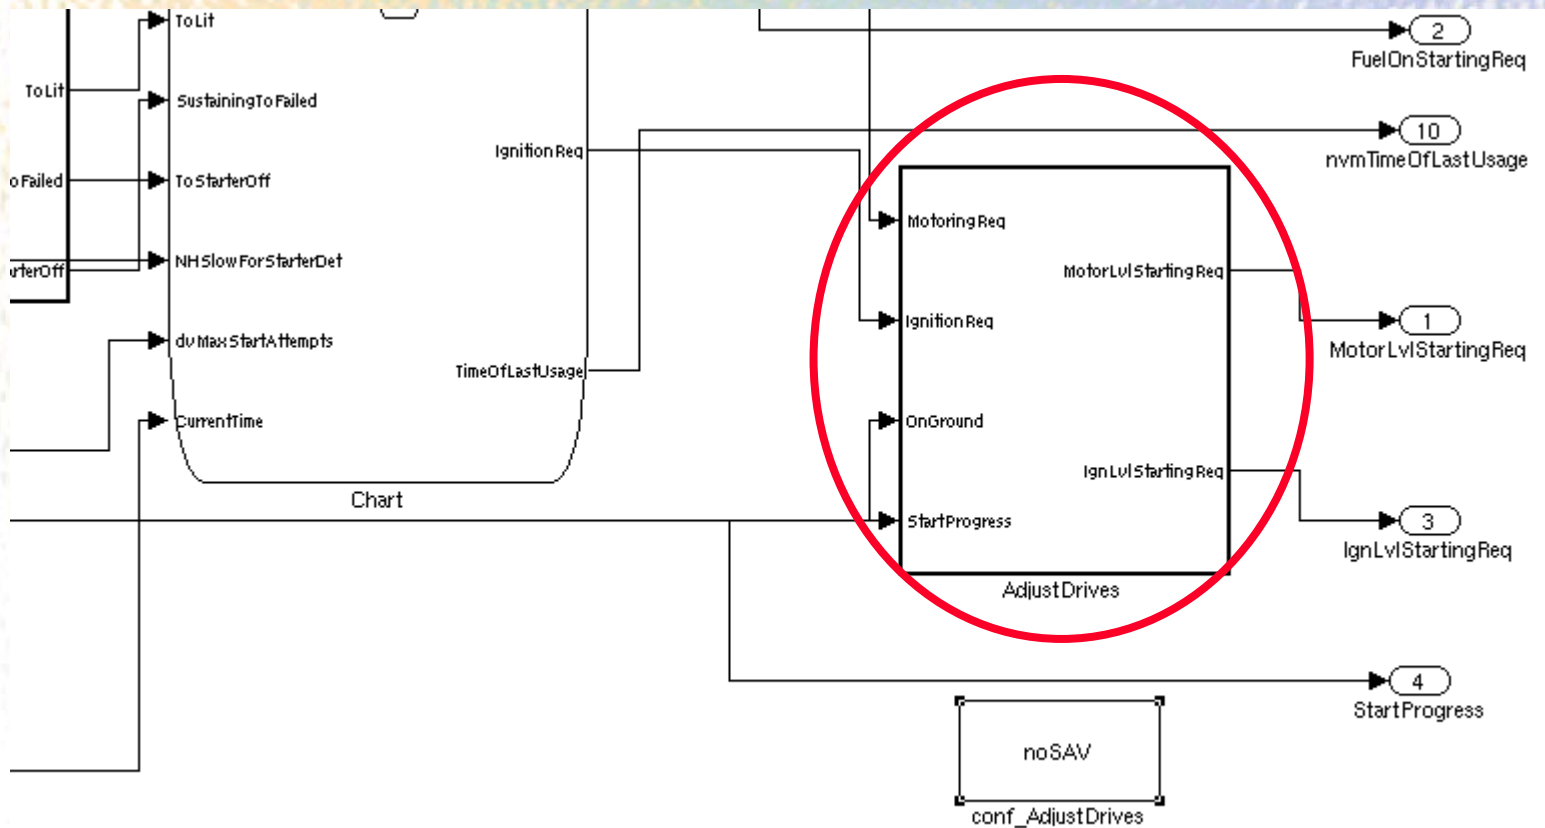 ToLit
SustainingToFailed
ToStarterOff
NHSlowForStarterDet
dvMaxStartAttempts
CurrentTime
IgnitionReq
TimeOfLastUsage
Chart
ToLit
oFailed
arterOff
MotoringReq
IgnitionReq
OnGround
StartProgress
MotorLvlStartingReq
IgnLvlStartingReq
AdjustDrives
2
FuelOnStartingReq
10
nvmTimeOfLastUsage
1
MotorLvlStartingReq
3
IgnLvlStartingReq
4
StartProgress
noSAV
conf_AdjustDrives